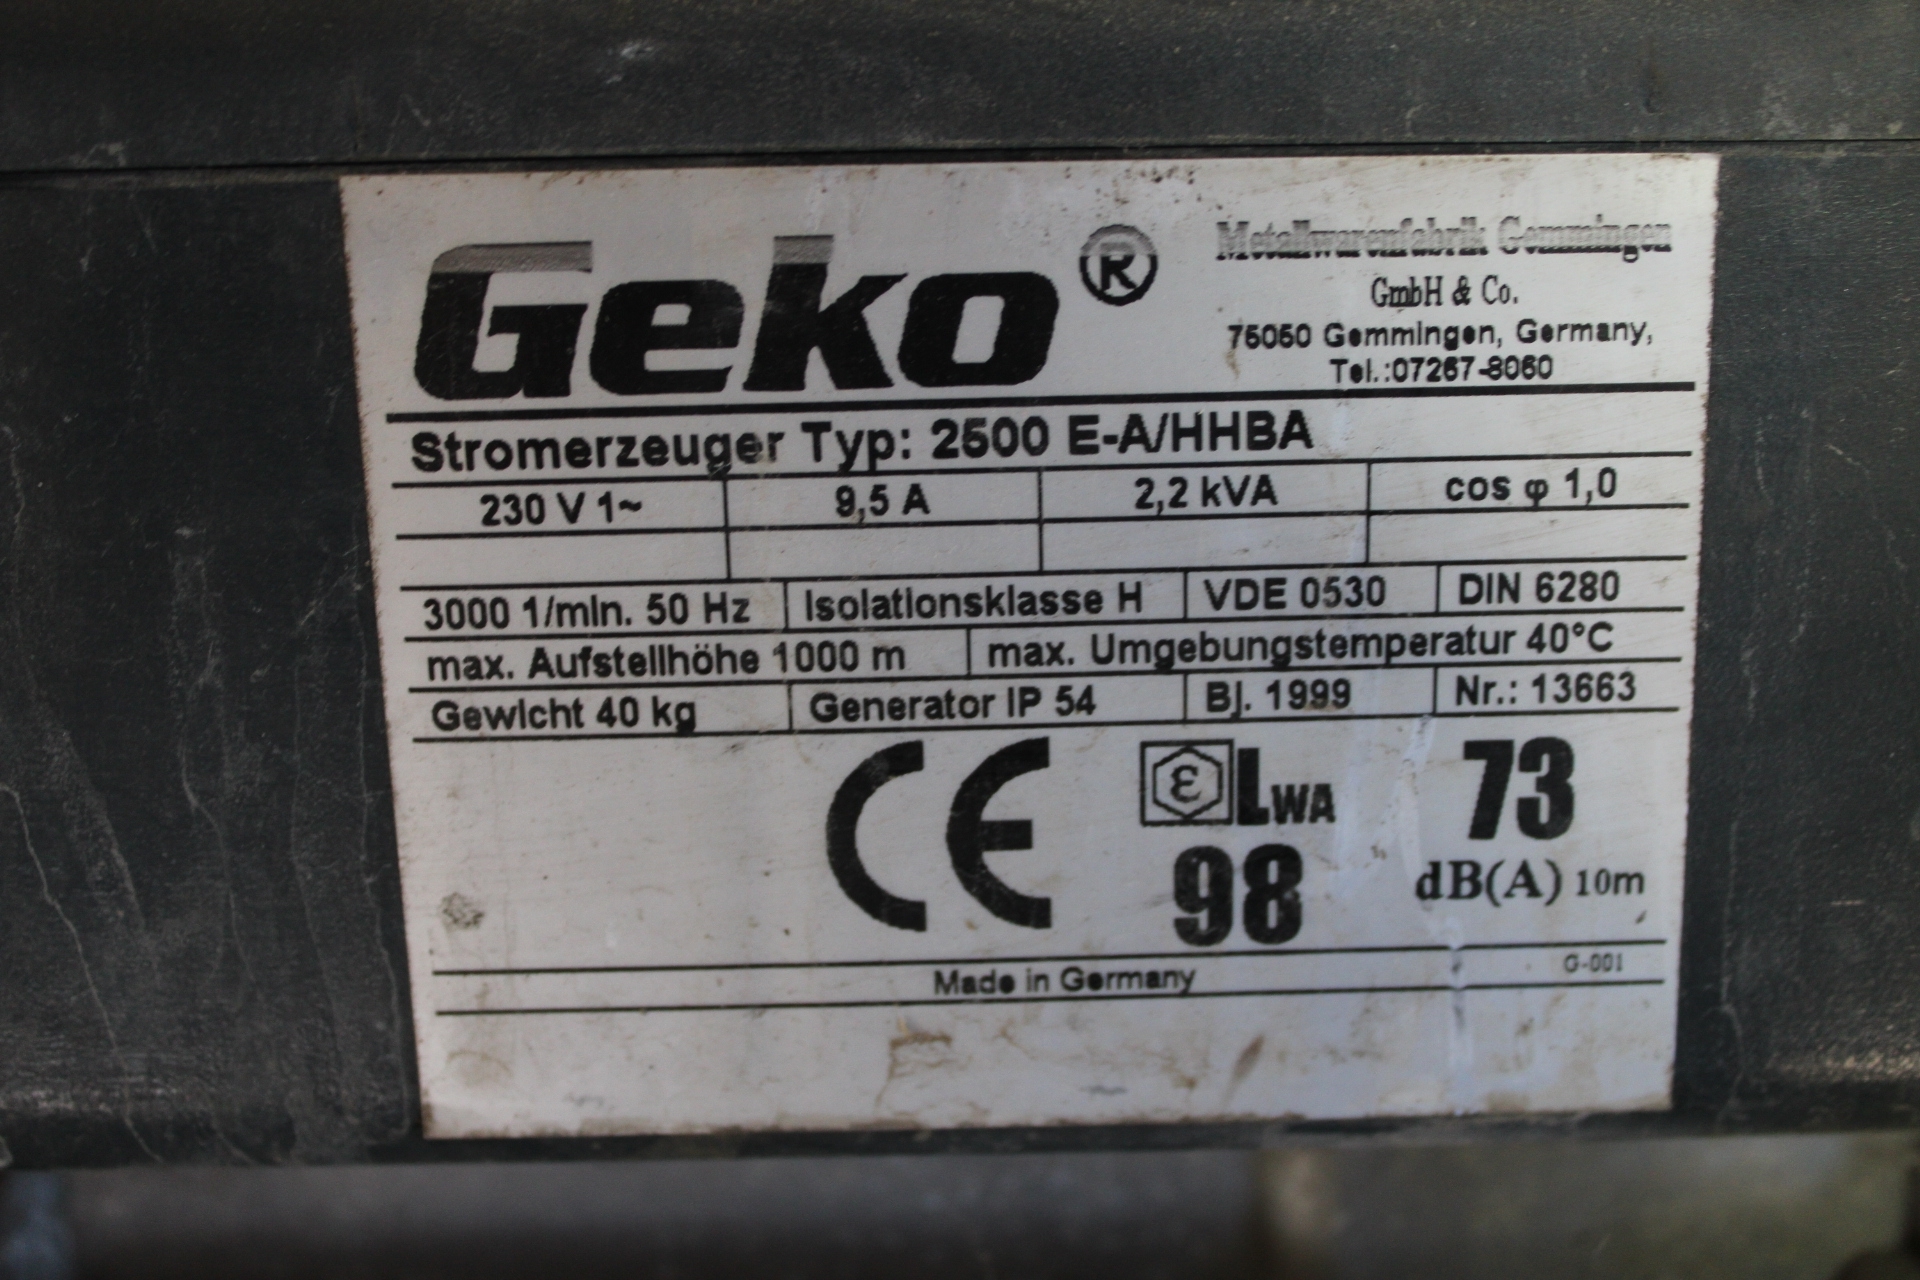 Geko ®
Metallwarenfabrik Gemmingen
GmbH & Co.
75050 Gemmingen, Germany,
Tel.:07267-8060
Stromerzeuger Typ: 2500 E-A/HHBA
230 V 1~ 9,5 A 2,2 kVA cos φ 1,0
3000 1/min. 50 Hz Isolationsklasse H VDE 0530 DIN 6280
max. Aufstellhöhe 1000 m max. Umgebungstemperatur 40°C
Gewicht 40 kg Generator IP 54 Bj. 1999 Nr.: 13663
CE ε LWA 73
98 dB(A) 10m
Made in Germany G-001